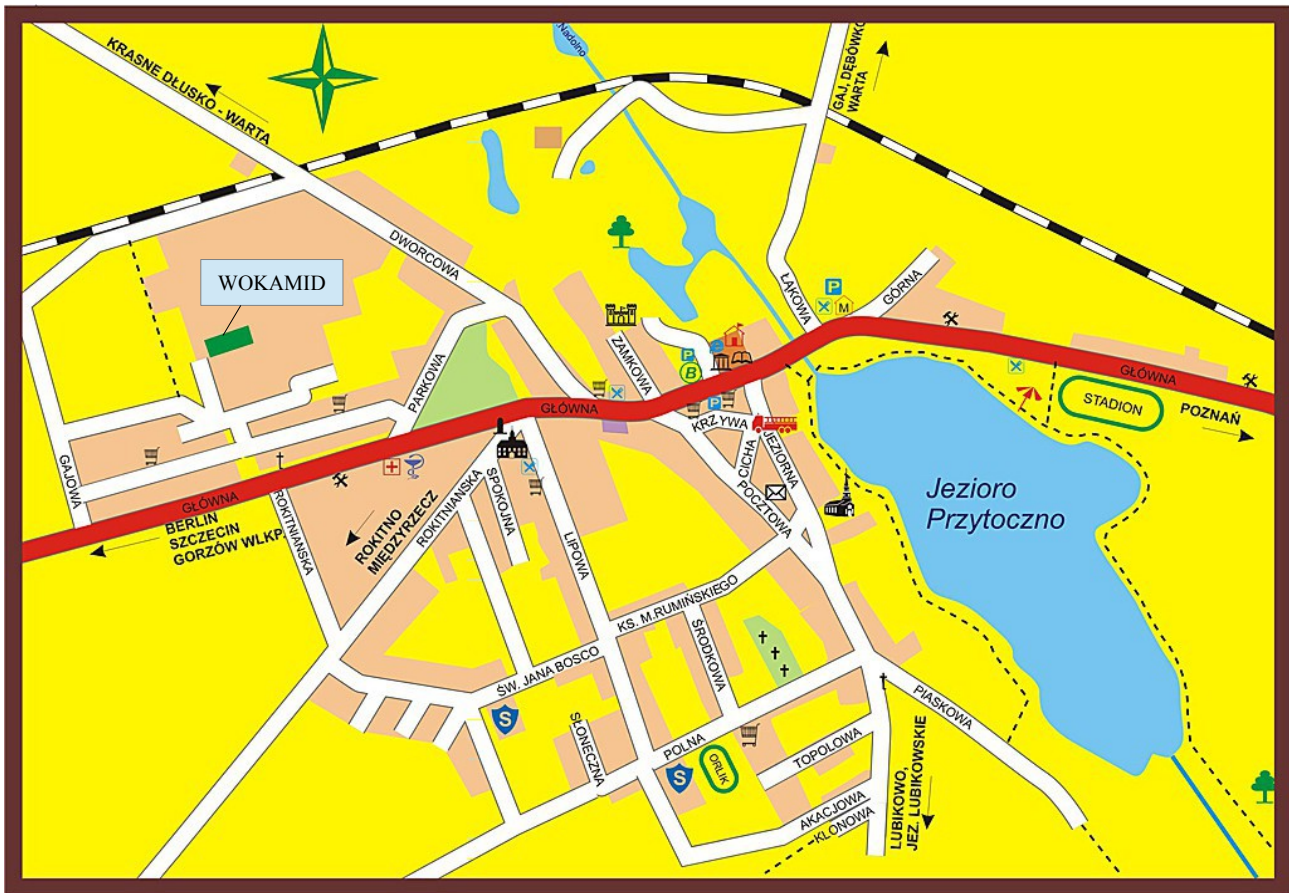 Nadolno
KRASNE DŁUSKO - WARTA
GAJ, DĘBÓWKO
WARTA
WOKAMID
DWORCOWA
ŁĄKOWA
GÓRNA
P
M
ZAMKOWA
P
e
B
PARKOWA
GŁÓWNA
P
KRZYWA
GŁÓWNA
STADION
POZNAŃ
GAJOWA
CICHA
JEZIORNA
POCZTOWA
GŁÓWNA
BERLIN
SZCZECIN
GORZÓW WLKP.
ROKITNIAŃSKA
ROKITNO
MIĘDZYRZECZ
ROKITNIAŃSKA
SPOKOJNA
LIPOWA
Jezioro
Przytoczno
KS. M.RUMIŃSKIEGO
ŚRODKOWA
ŚW. JANA BOSCO
S
SŁONECZNA
POLNA
S
ORLIK
TOPOLOWA
PIASKOWA
AKACJOWA
KLONOWA
LUBIKOWO,
JEZ. LUBIKOWSKIE